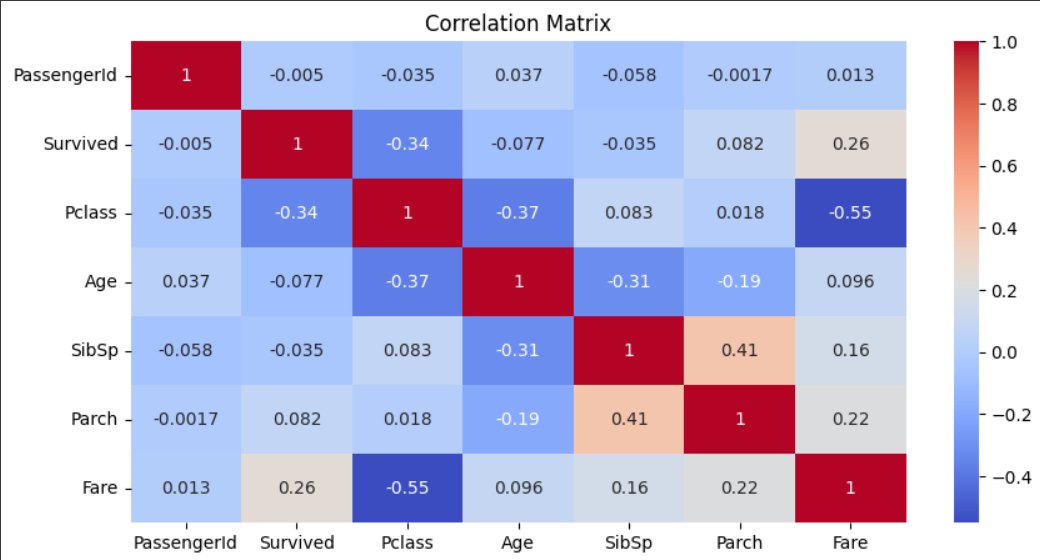 Correlation Matrix
PassengerId 1 -0.005 -0.035 0.037 -0.058 -0.0017 0.013
Survived -0.005 1 -0.34 -0.077 -0.035 0.082 0.26
Pclass -0.035 -0.34 1 -0.37 0.083 0.018 -0.55
Age 0.037 -0.077 -0.37 1 -0.31 -0.19 0.096
SibSp -0.058 -0.035 0.083 -0.31 1 0.41 0.16
Parch -0.0017 0.082 0.018 -0.19 0.41 1 0.22
Fare 0.013 0.26 -0.55 0.096 0.16 0.22 1
PassengerId Survived Pclass Age SibSp Parch Fare
1.0
0.8
0.6
0.4
0.2
0.0
−0.2
−0.4